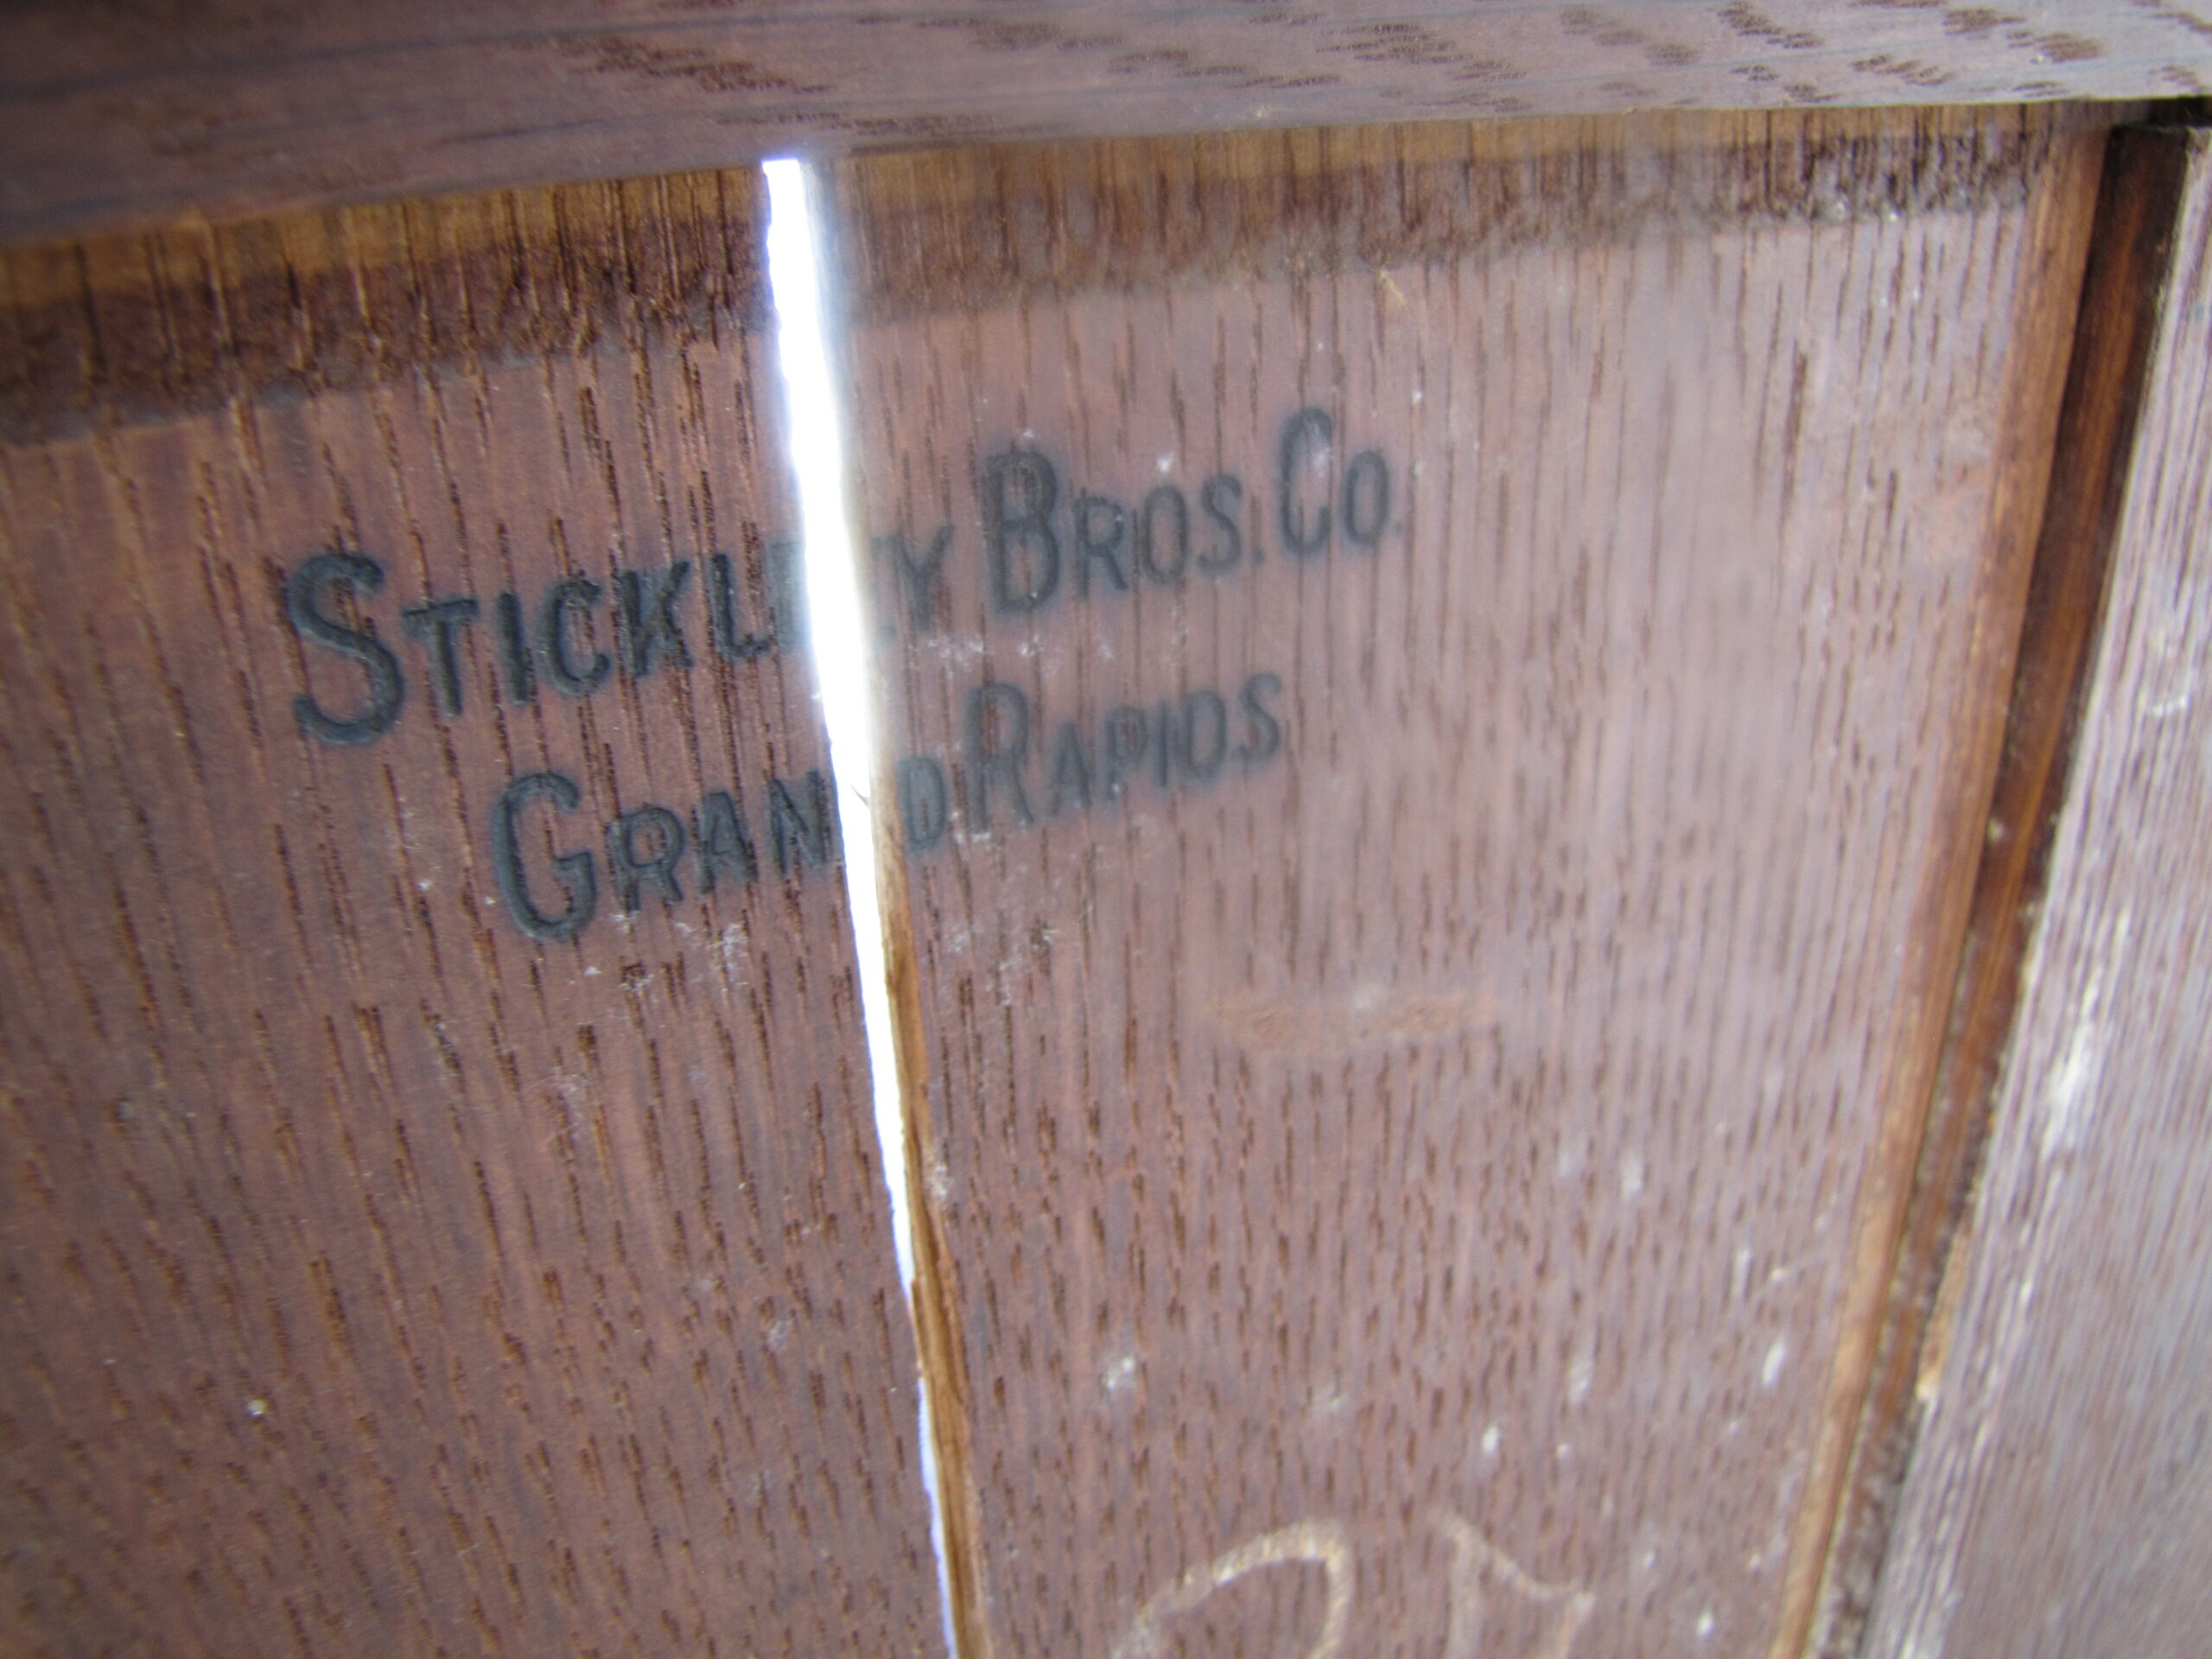 STICKLEY BROS. CO.
GRAND RAPIDS